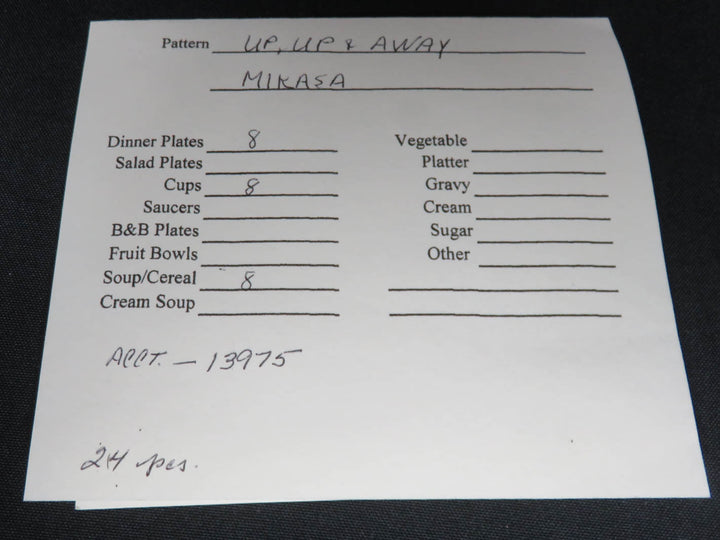 Pattern UP, UP & AWAY
MIKASA
Dinner Plates 8
Salad Plates
Cups 8
Saucers
B&B Plates
Fruit Bowls
Soup/Cereal 8
Cream Soup
Vegetable
Platter
Gravy
Cream
Sugar
Other
ACCT. — 13975
24 pcs.